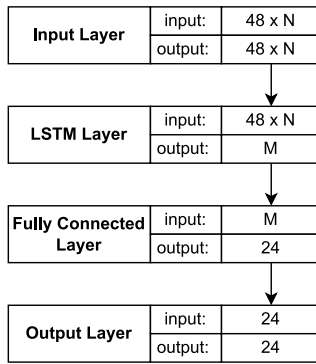 Input Layer
input: 48 x N
output: 48 x N
LSTM Layer
input: 48 x N
output: M
Fully Connected
Layer
input: M
output: 24
Output Layer
input: 24
output: 24